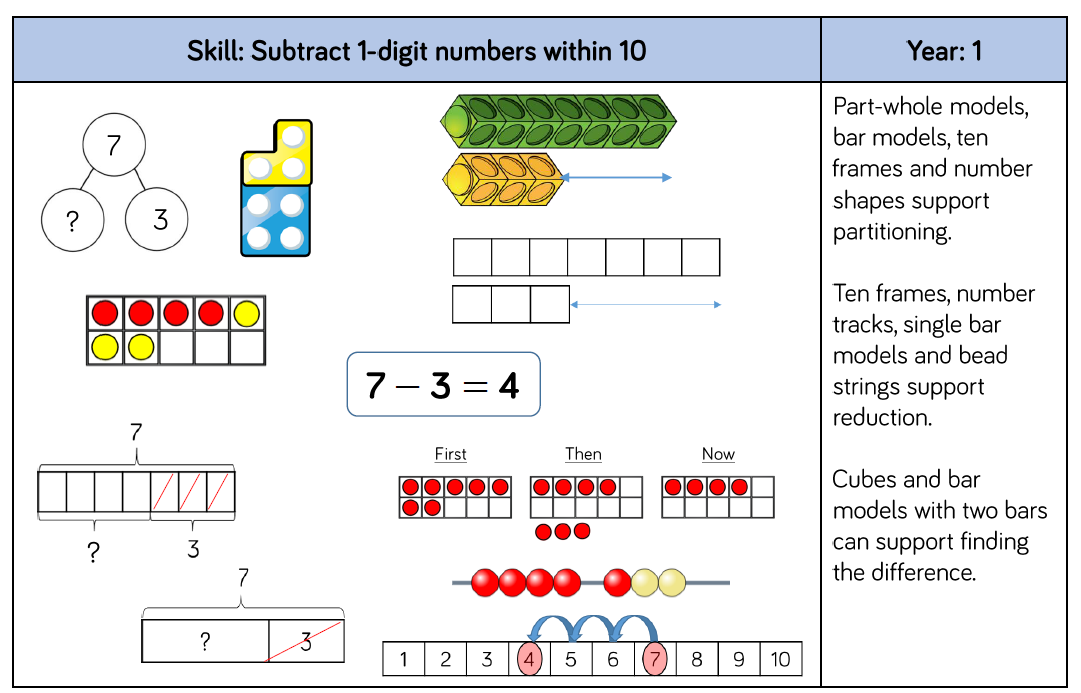 Skill: Subtract 1-digit numbers within 10
Year: 1
7
?
3
7 − 3 = 4
7
?
3
7
?
3
First
Then
Now
1 2 3 4 5 6 7 8 9 10
Part-whole models,
bar models, ten
frames and number
shapes support
partitioning.
Ten frames, number
tracks, single bar
models and bead
strings support
reduction.
Cubes and bar
models with two bars
can support finding
the difference.